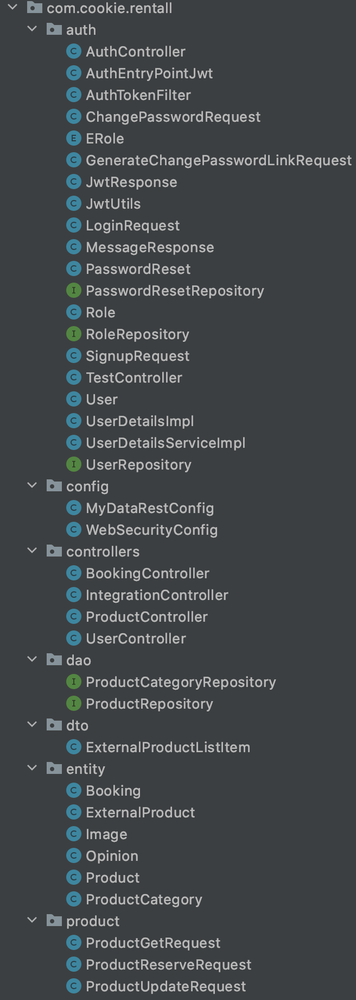 com.cookie.rentall
auth
C AuthController
C AuthEntryPointJwt
C AuthTokenFilter
C ChangePasswordRequest
E ERole
C GenerateChangePasswordLinkRequest
C JwtResponse
C JwtUtils
C LoginRequest
C MessageResponse
C PasswordReset
I PasswordResetRepository
C Role
I RoleRepository
C SignupRequest
C TestController
C User
C UserDetailsImpl
C UserDetailsServiceImpl
I UserRepository
config
C MyDataRestConfig
C WebSecurityConfig
controllers
C BookingController
C IntegrationController
C ProductController
C UserController
dao
I ProductCategoryRepository
I ProductRepository
dto
C ExternalProductListItem
entity
C Booking
C ExternalProduct
C Image
C Opinion
C Product
C ProductCategory
product
C ProductGetRequest
C ProductReserveRequest
C ProductUpdateRequest